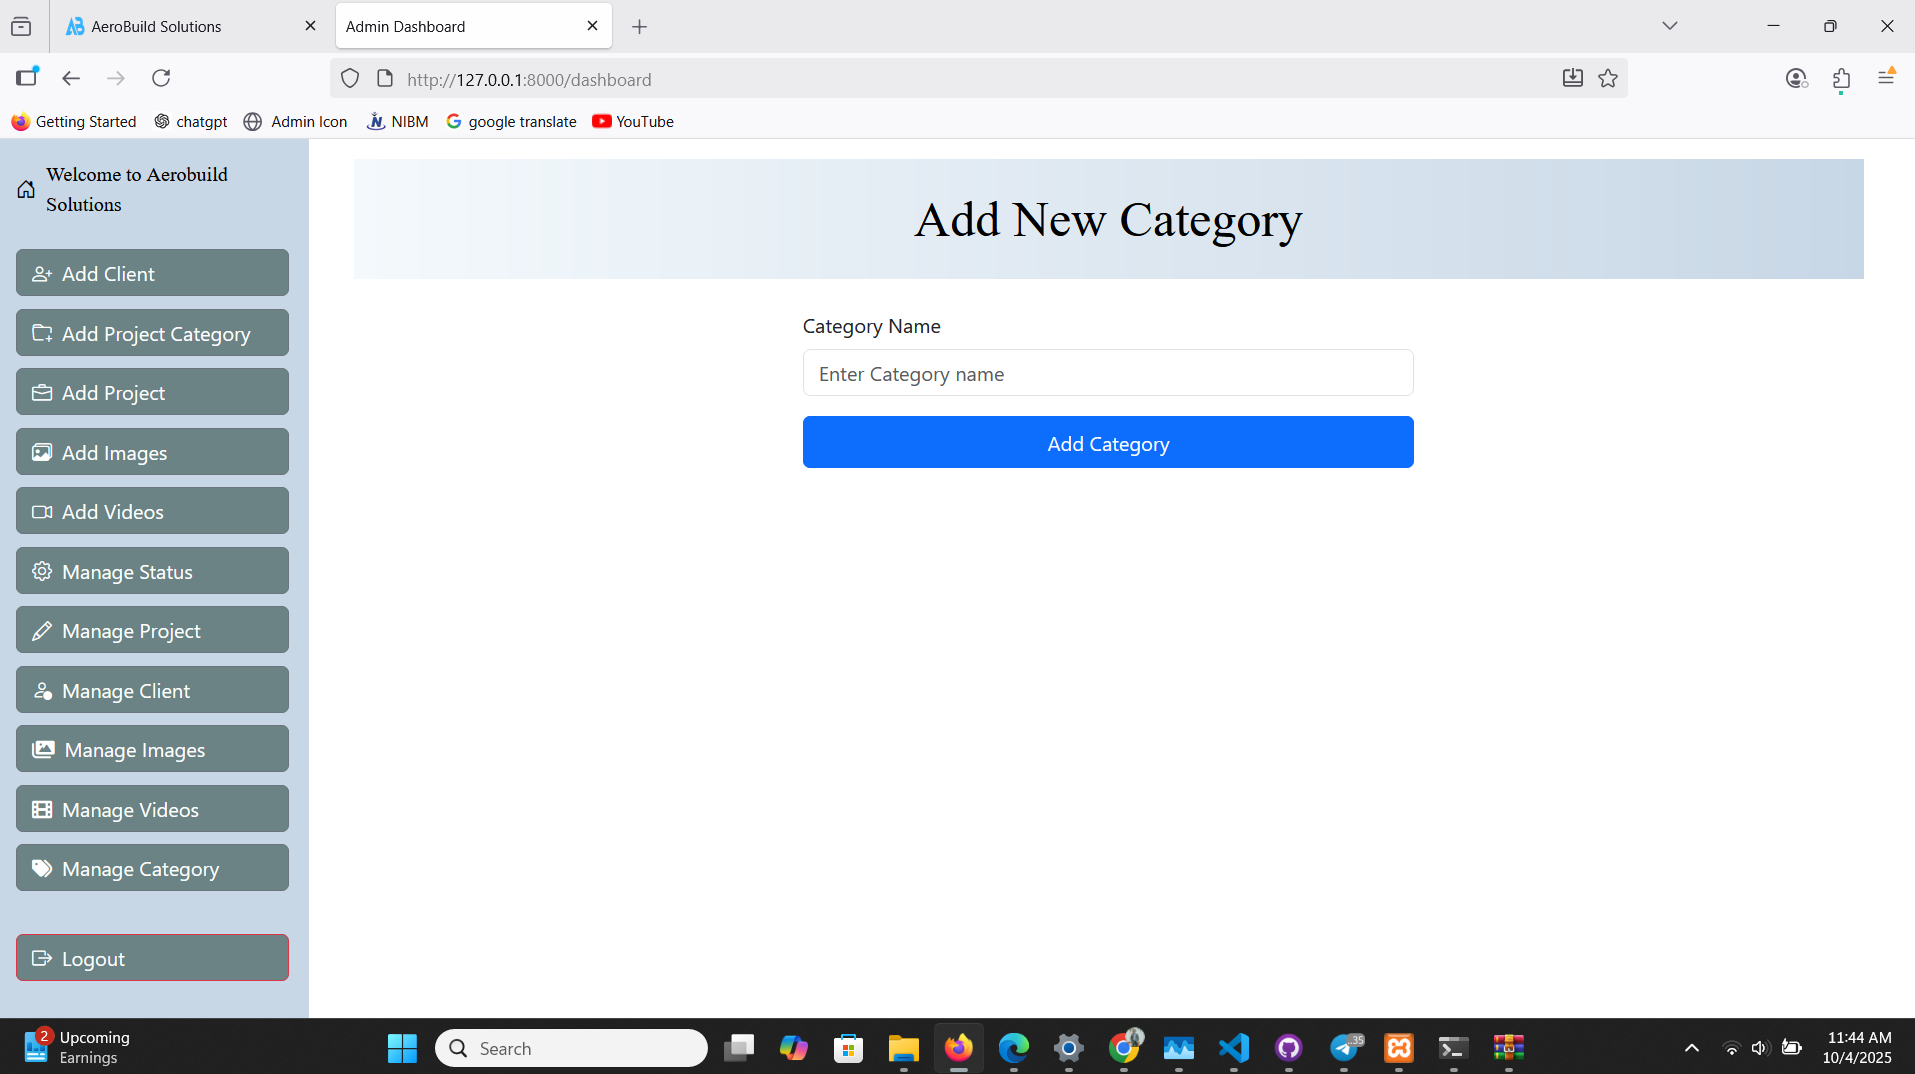 AeroBuild Solutions
Admin Dashboard
http://127.0.0.1:8000/dashboard
Getting Started
chatgpt
Admin Icon
NIBM
google translate
YouTube
Welcome to Aerobuild
Solutions
Add Client
Add Project Category
Add Project
Add Images
Add Videos
Manage Status
Manage Project
Manage Client
Manage Images
Manage Videos
Manage Category
Logout
Add New Category
Category Name
Enter Category name
Add Category
2
Upcoming
Earnings
Search
35
11:44 AM
10/4/2025